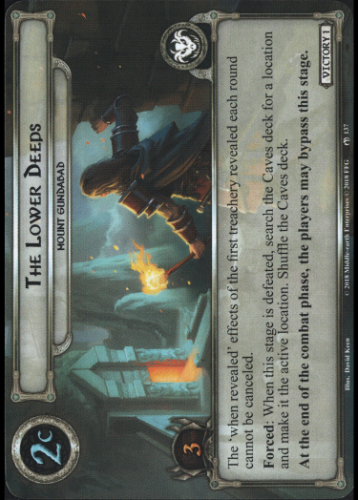 2C
THE LOWER DEEPS
MOUNT GUNDABAD
3
The ‘when revealed’ effects of the first treachery revealed each round
cannot be canceled.
Forced: When this stage is defeated, search the Caves deck for a location
and make it the active location. Shuffle the Caves deck.
At the end of the combat phase, the players may bypass this stage.
VICTORY 1
Illus. David Keen © 2018 Middle-earth Enterprises © 2018 FFG 137